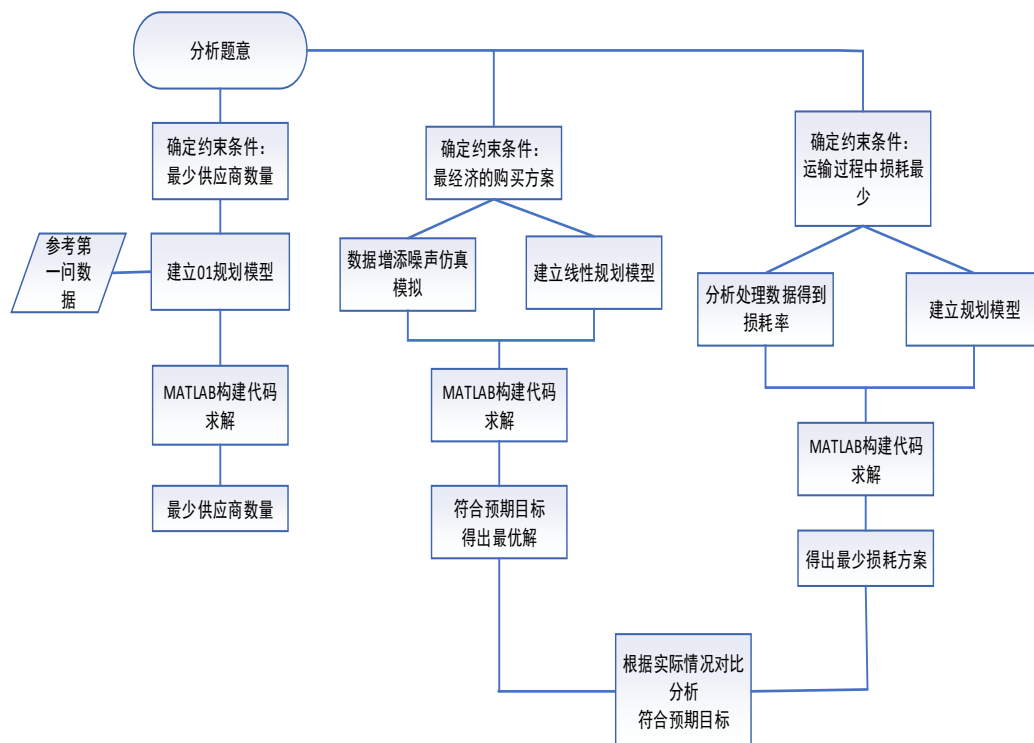 分析题意
确定约束条件：
最少供应商数量
参考第
一问数
据
建立01规划模型
MATLAB构建代码
求解
最少供应商数量
确定约束条件：
最经济的购买方案
数据增添噪声仿真
模拟
建立线性规划模型
MATLAB构建代码
求解
符合预期目标
得出最优解
确定约束条件：
运输过程中损耗最
少
分析处理数据得到
损耗率
建立规划模型
MATLAB构建代码
求解
得出最少损耗方案
根据实际情况对比
分析
符合预期目标